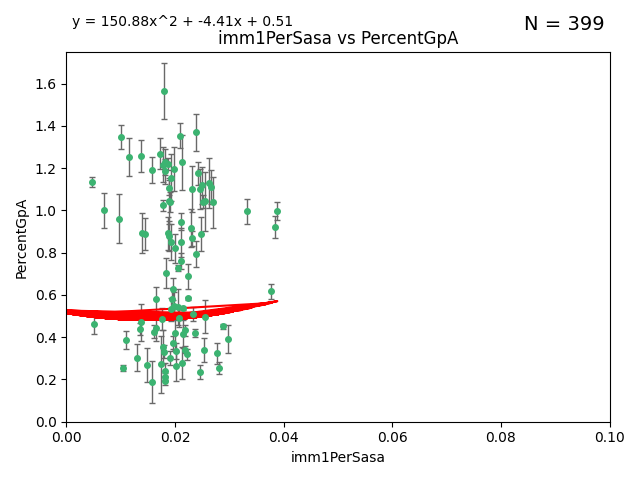 y = 150.88x^2 + -4.41x + 0.51
N = 399
imm1PerSasa vs PercentGpA
1.6
1.4
1.2
1.0
0.8
0.6
0.4
0.2
0.0
PercentGpA
0.00 0.02 0.04 0.06 0.08 0.10
imm1PerSasa